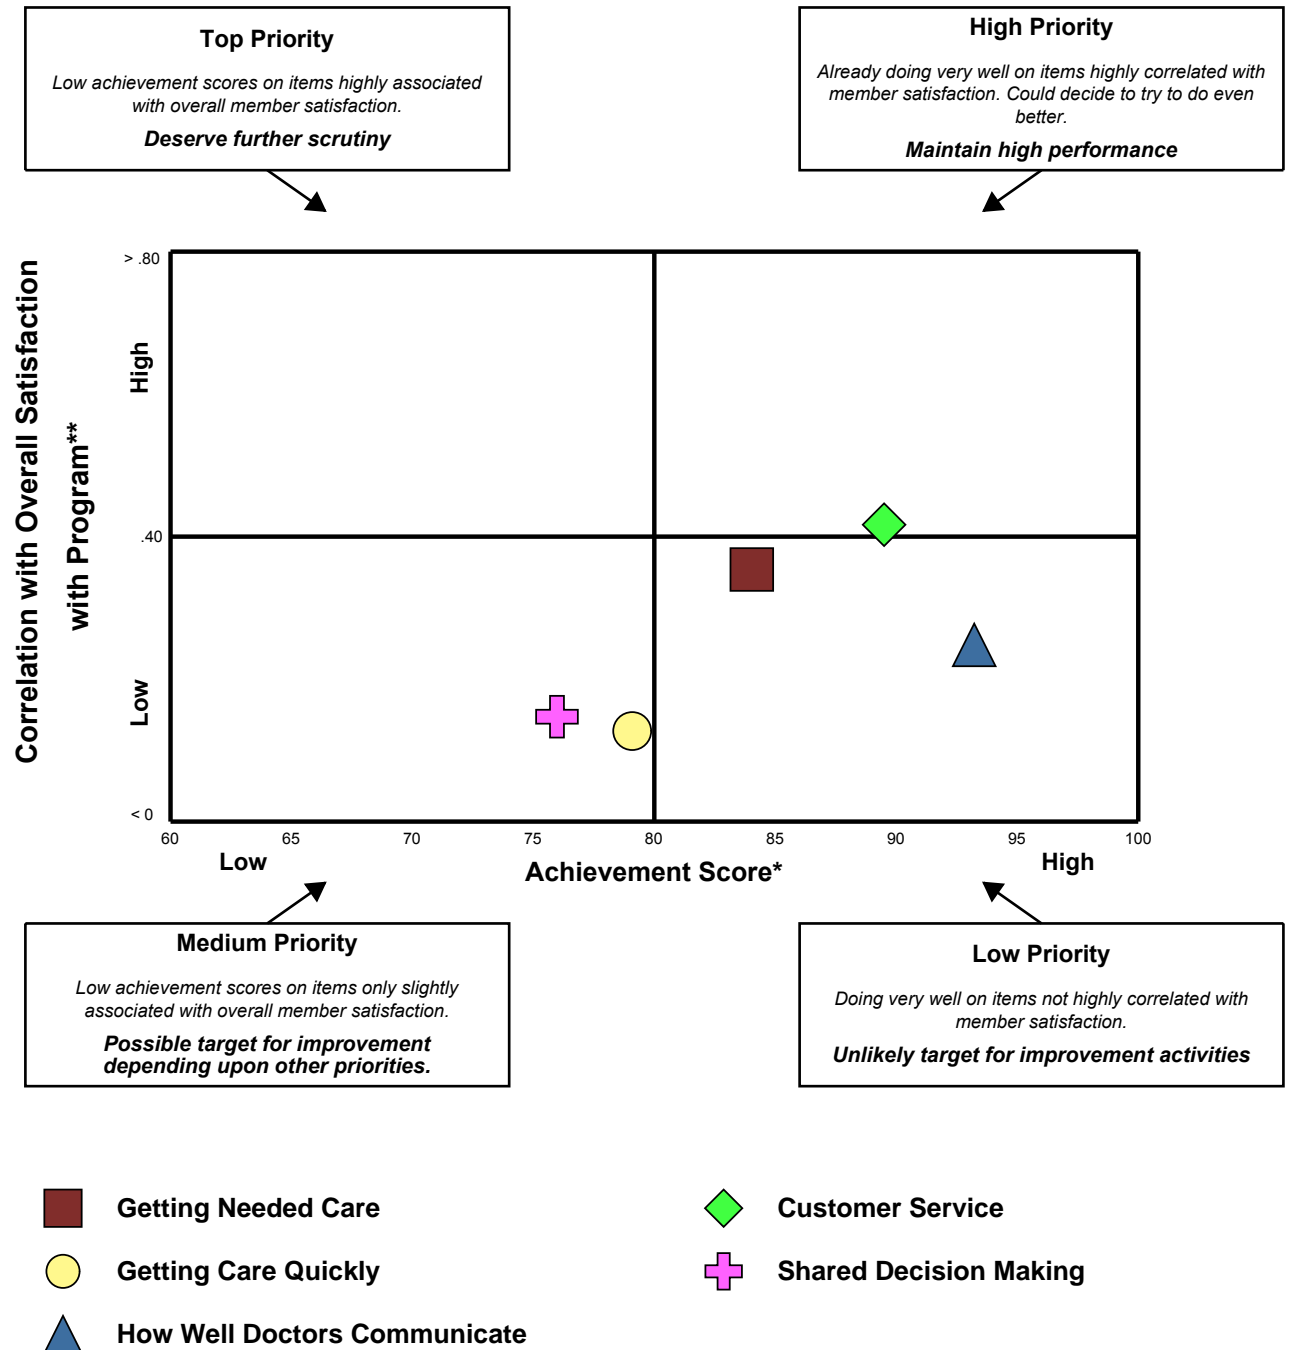 Top Priority
Low achievement scores on items highly associated
with overall member satisfaction.
Deserve further scrutiny
High Priority
Already doing very well on items highly correlated with
member satisfaction. Could decide to try to do even
better.
Maintain high performance
Correlation with Overall Satisfaction
with Program**
> .80
High
.40
Low
< 0
60 65 70 75 80 85 90 95 100
Low Achievement Score* High
Medium Priority
Low achievement scores on items only slightly
associated with overall member satisfaction.
Possible target for improvement
depending upon other priorities.
Low Priority
Doing very well on items not highly correlated with
member satisfaction.
Unlikely target for improvement activities
Getting Needed Care
Getting Care Quickly
How Well Doctors Communicate
Customer Service
Shared Decision Making